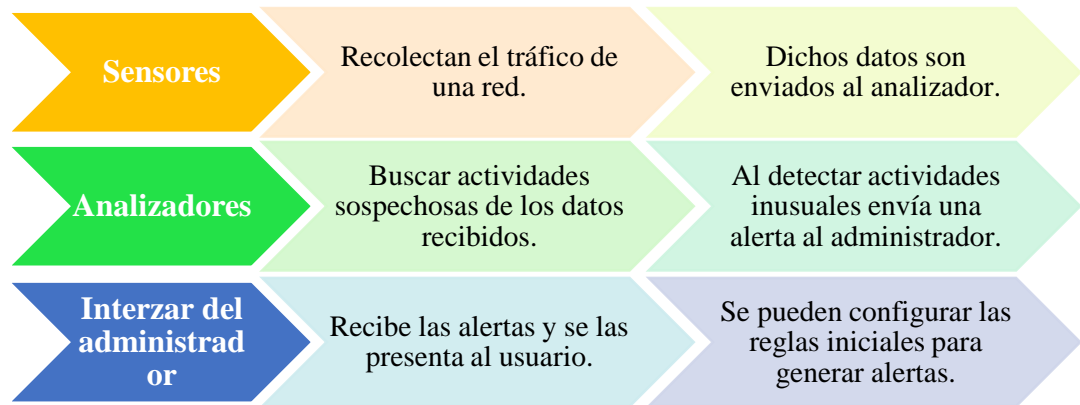 Sensores
Recolectan el tráfico de
una red.
Dichos datos son
enviados al analizador.
Analizadores
Buscar actividades
sospechosas de los datos
recibidos.
Al detectar actividades
inusuales envía una
alerta al administrador.
Interzar del
administrad
or
Recibe las alertas y se las
presenta al usuario.
Se pueden configurar las
reglas iniciales para
generar alertas.